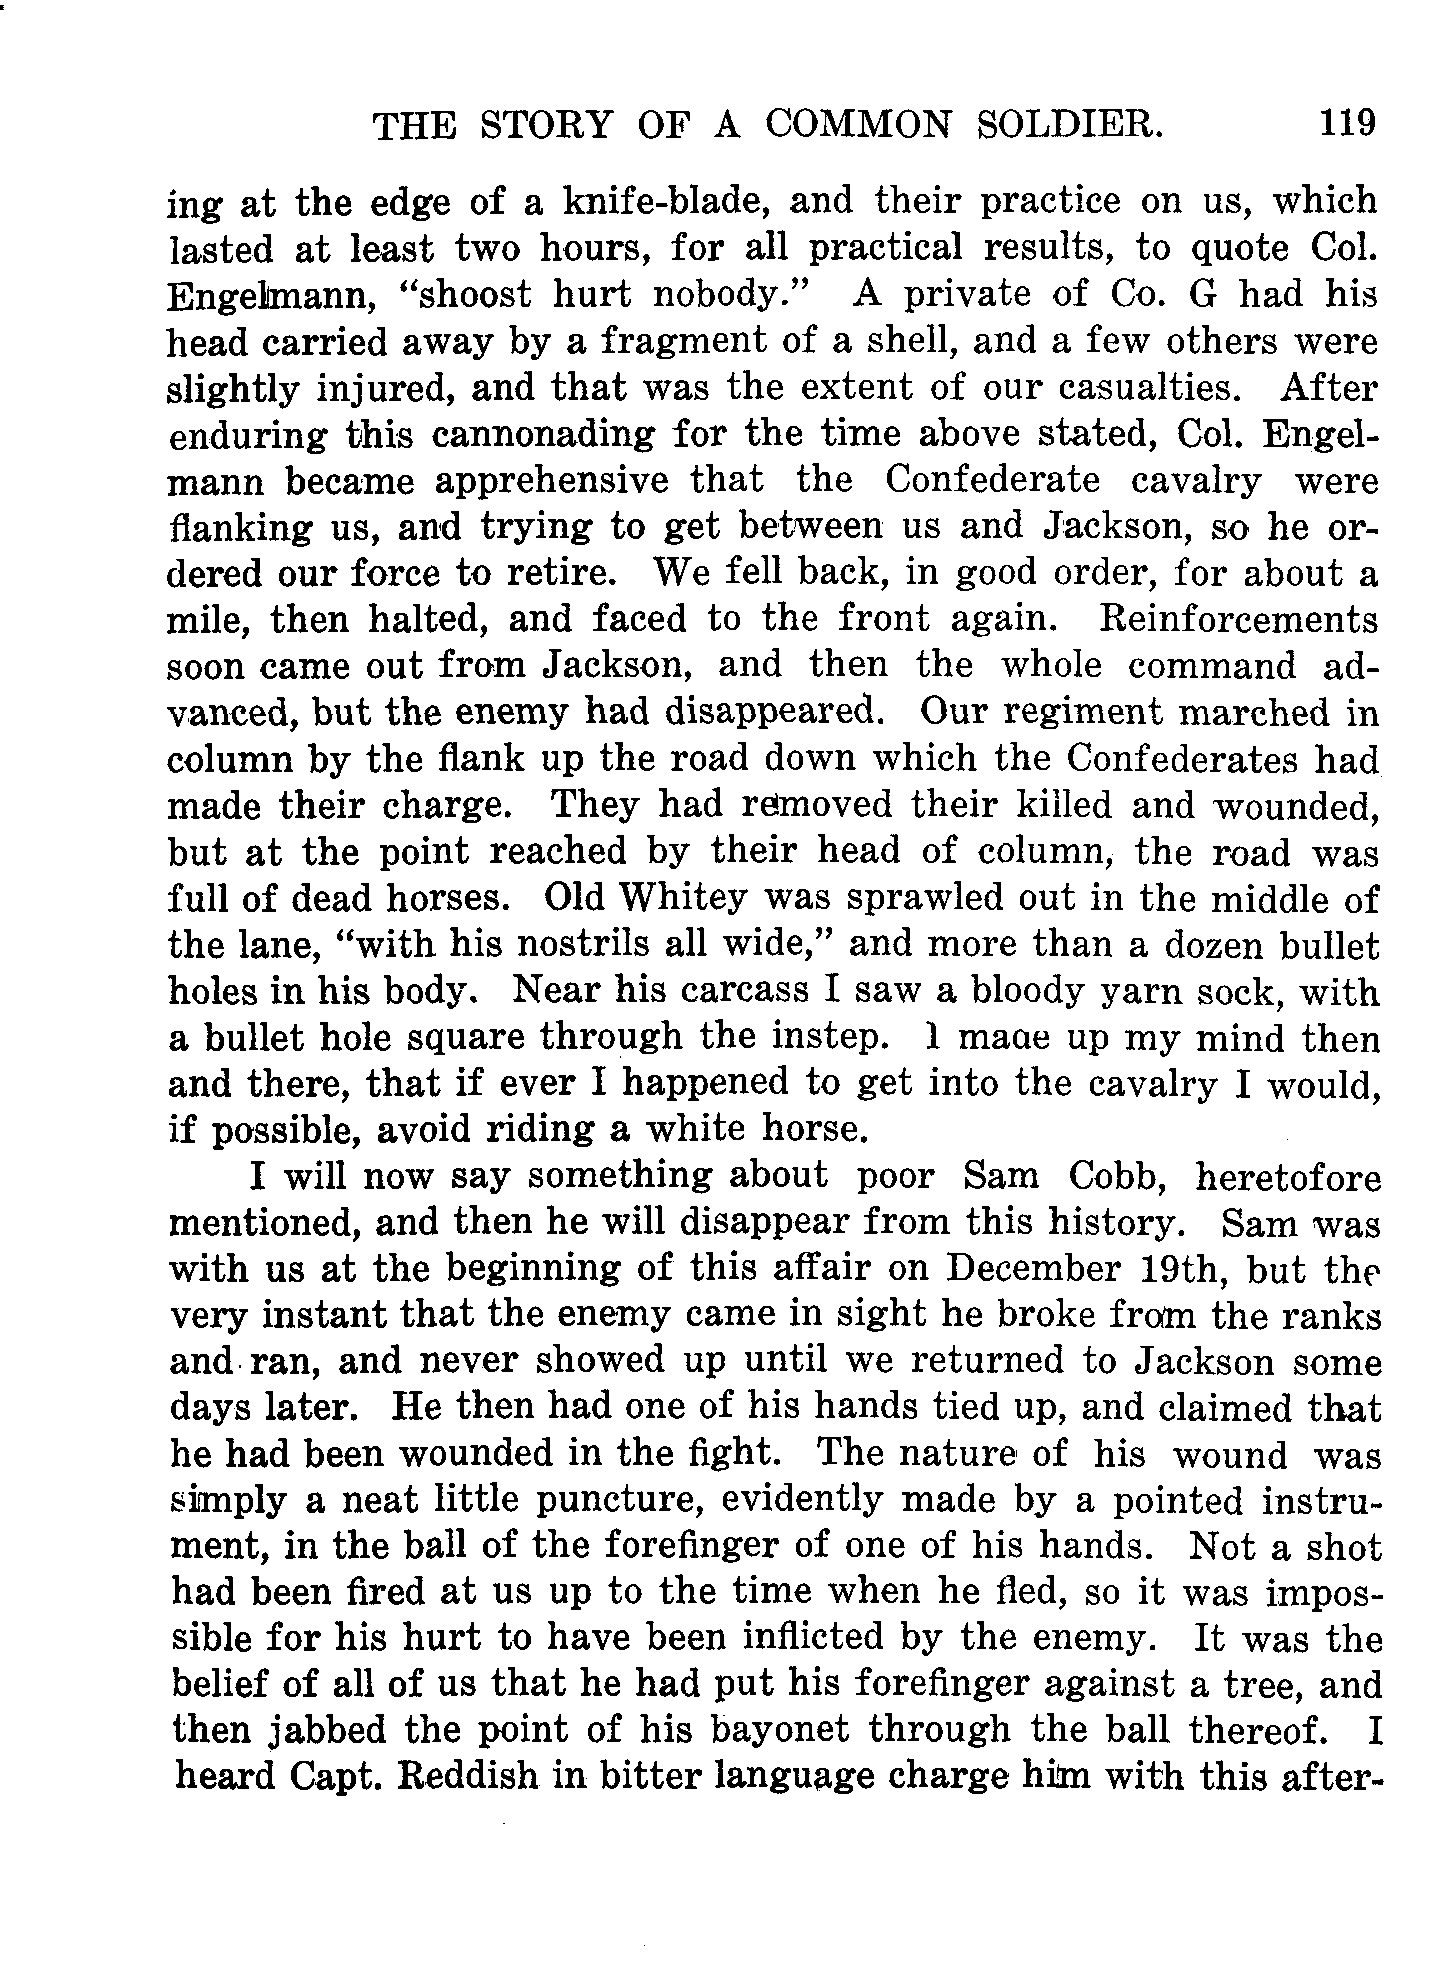 THE STORY OF A COMMON SOLDIER. 119
ing at the edge of a knife-blade, and their practice on us, which
lasted at least two hours, for all practical results, to quote Col.
Engelmann, “shoost hurt nobody.” A private of Co. G had his
head carried away by a fragment of a shell, and a few others were
slightly injured, and that was the extent of our casualties. After
enduring this cannonading for the time above stated, Col. Engel-
mann became apprehensive that the Confederate cavalry were
flanking us, and trying to get between us and Jackson, so he or-
dered our force to retire. We fell back, in good order, for about a
mile, then halted, and faced to the front again. Reinforcements
soon came out from Jackson, and then the whole command ad-
vanced, but the enemy had disappeared. Our regiment marched in
column by the flank up the road down which the Confederates had
made their charge. They had removed their killed and wounded,
but at the point reached by their head of column, the road was
full of dead horses. Old Whitey was sprawled out in the middle of
the lane, “with his nostrils all wide,” and more than a dozen bullet
holes in his body. Near his carcass I saw a bloody yarn sock, with
a bullet hole square through the instep. I made up my mind then
and there, that if ever I happened to get into the cavalry I would,
if possible, avoid riding a white horse.
I will now say something about poor Sam Cobb, heretofore
mentioned, and then he will disappear from this history. Sam was
with us at the beginning of this affair on December 19th, but the
very instant that the enemy came in sight he broke from the ranks
and ran, and never showed up until we returned to Jackson some
days later. He then had one of his hands tied up, and claimed that
he had been wounded in the fight. The nature of his wound was
simply a neat little puncture, evidently made by a pointed instru-
ment, in the ball of the forefinger of one of his hands. Not a shot
had been fired at us up to the time when he fled, so it was impos-
sible for his hurt to have been inflicted by the enemy. It was the
belief of all of us that he had put his forefinger against a tree, and
then jabbed the point of his bayonet through the ball thereof. I
heard Capt. Reddish in bitter language charge him with this after-